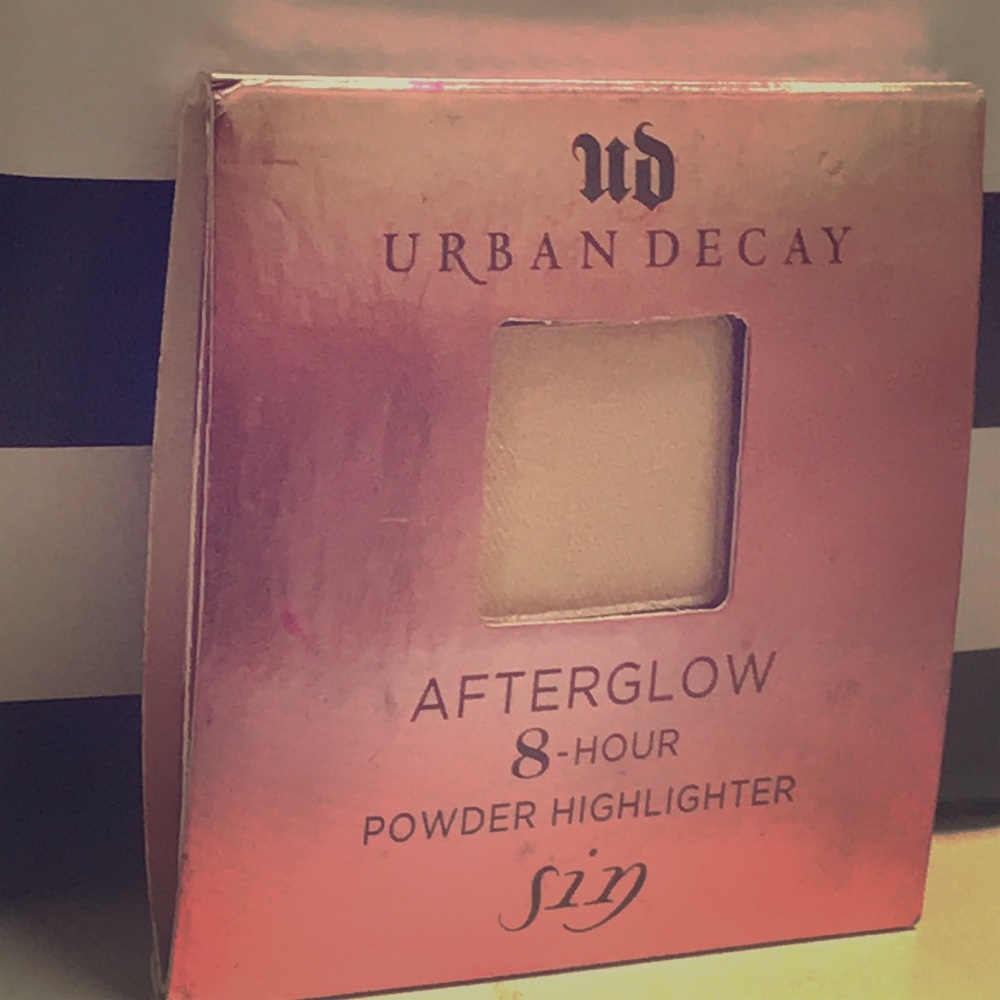 ud
URBAN DECAY
AFTERGLOW
8-HOUR
POWDER HIGHLIGHTER
sin